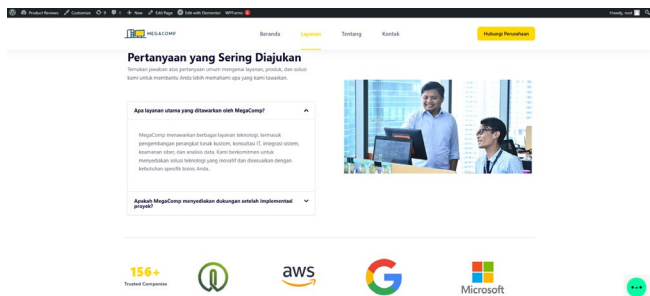 Product Reviews Customize 4 0 + New Edit Page Edit with Elementor WPForms Howdy, root
MEGACOMP Beranda Layanan Tentang Kontak Hubungi Perusahaan
Pertanyaan yang Sering Diajukan
Temukan jawaban atas pertanyaan umum mengenai layanan, produk, dan solusi
kami untuk membantu Anda lebih memahami apa yang kami tawarkan.
Apa layanan utama yang ditawarkan oleh MegaComp?
MegaComp menawarkan berbagai layanan teknologi, termasuk
pengembangan perangkat lunak kustom, konsultasi IT, integrasi sistem,
keamanan siber, dan analisis data. Kami berkomitmen untuk
menyediakan solusi teknologi yang inovatif dan disesuaikan dengan
kebutuhan spesifik bisnis Anda.
Apakah MegaComp menyediakan dukungan setelah implementasi
proyek?
156+
Trusted Companies
aws
Microsoft